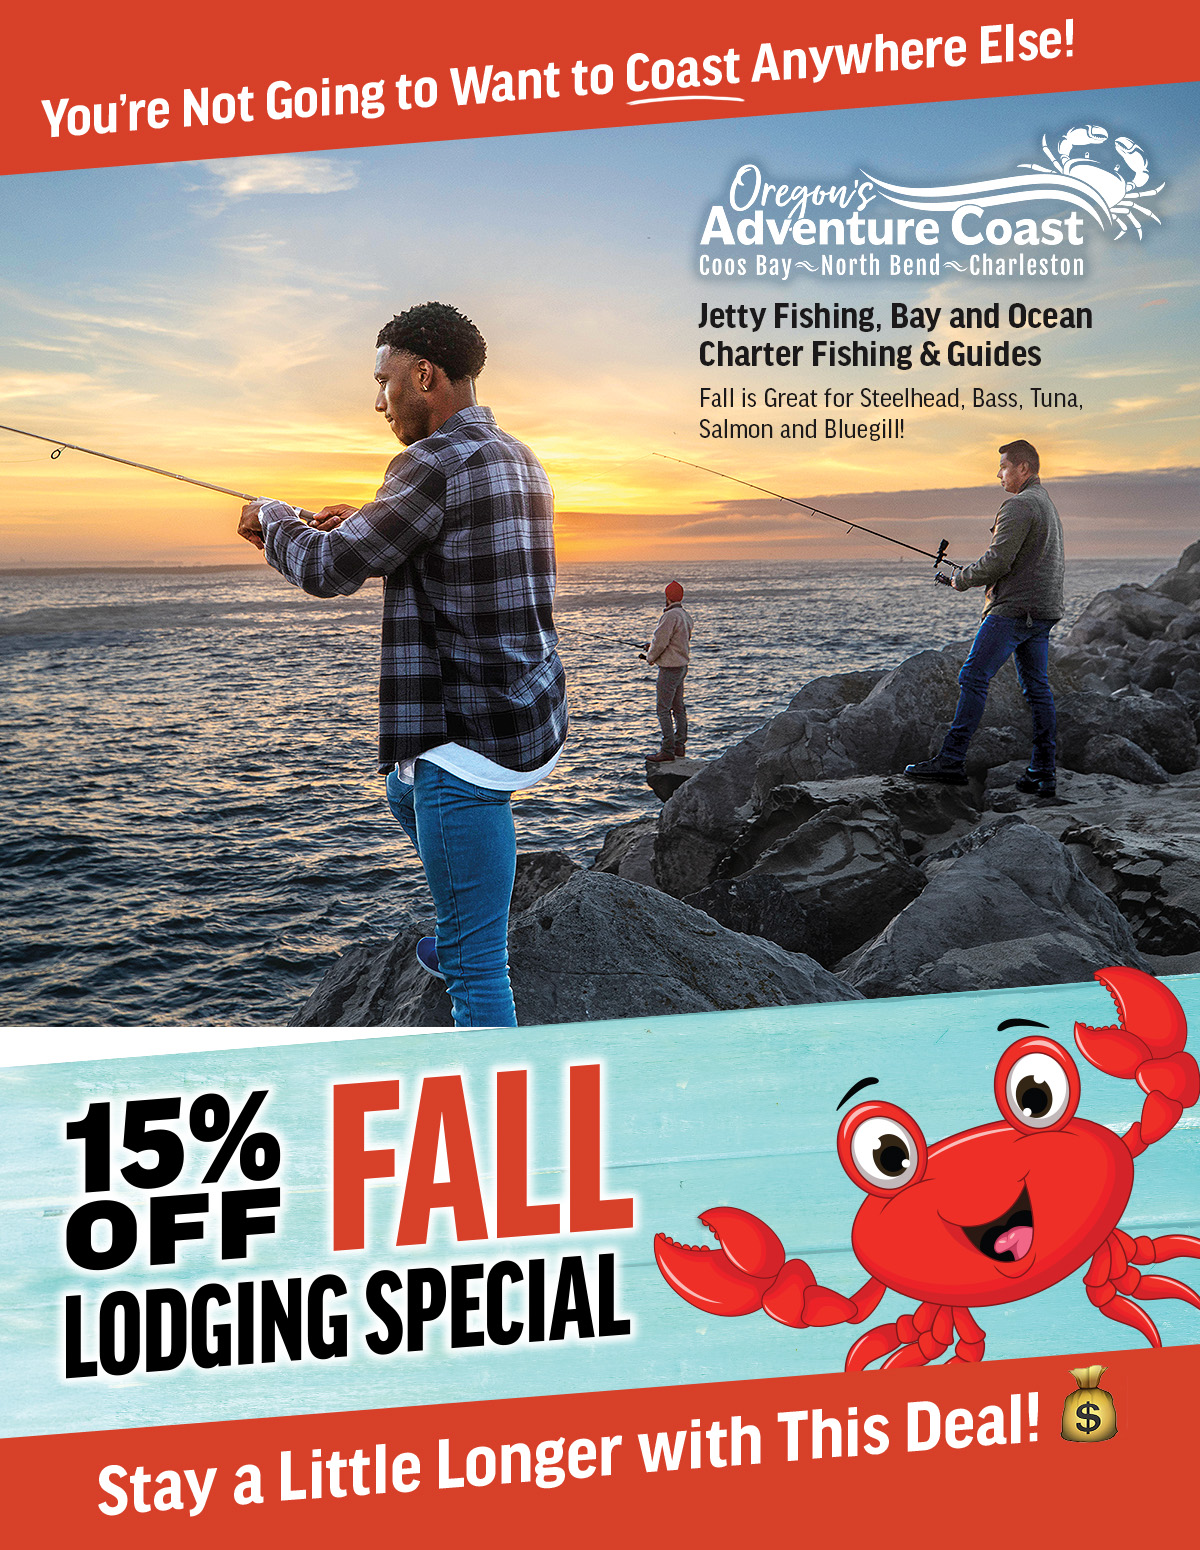 You're Not Going to Want to Coast Anywhere Else!
Oregon's
Adventure Coast
Coos Bay~North Bend~Charleston
Jetty Fishing, Bay and Ocean
Charter Fishing & Guides
Fall is Great for Steelhead, Bass, Tuna,
Salmon and Bluegill!
15%
OFF
FALL
LODGING SPECIAL
Stay a Little Longer with This Deal!
$